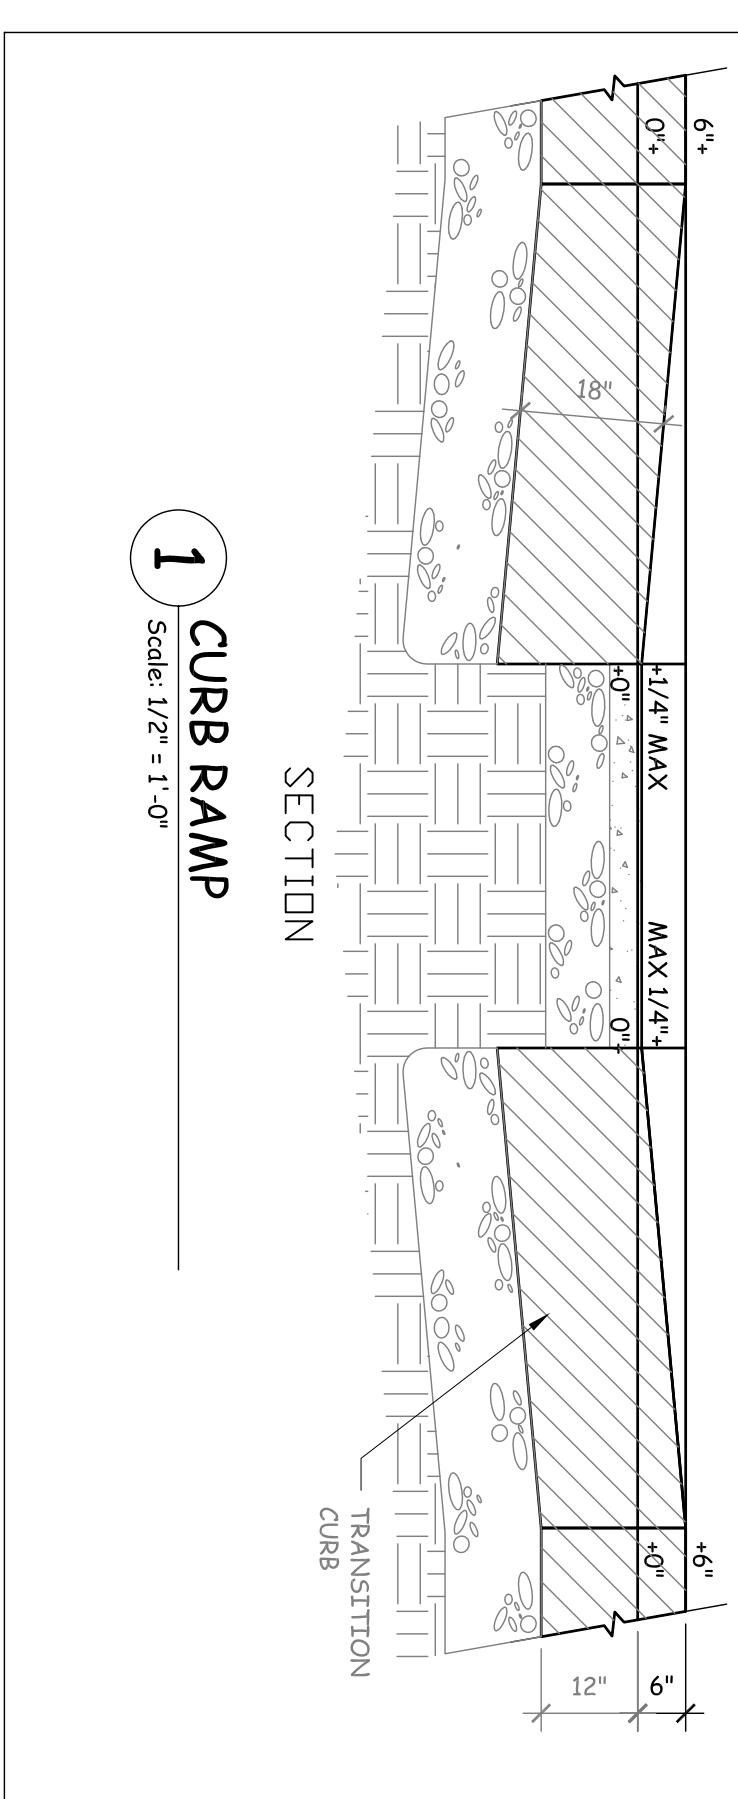 6"+
+6"
0"+
+0"
+1/4" MAX
MAX 1/4"+
+0"
0"+
18"
6"
12"
TRANSITION
CURB
SECTION
1
CURB RAMP
Scale: 1/2" = 1'-0"